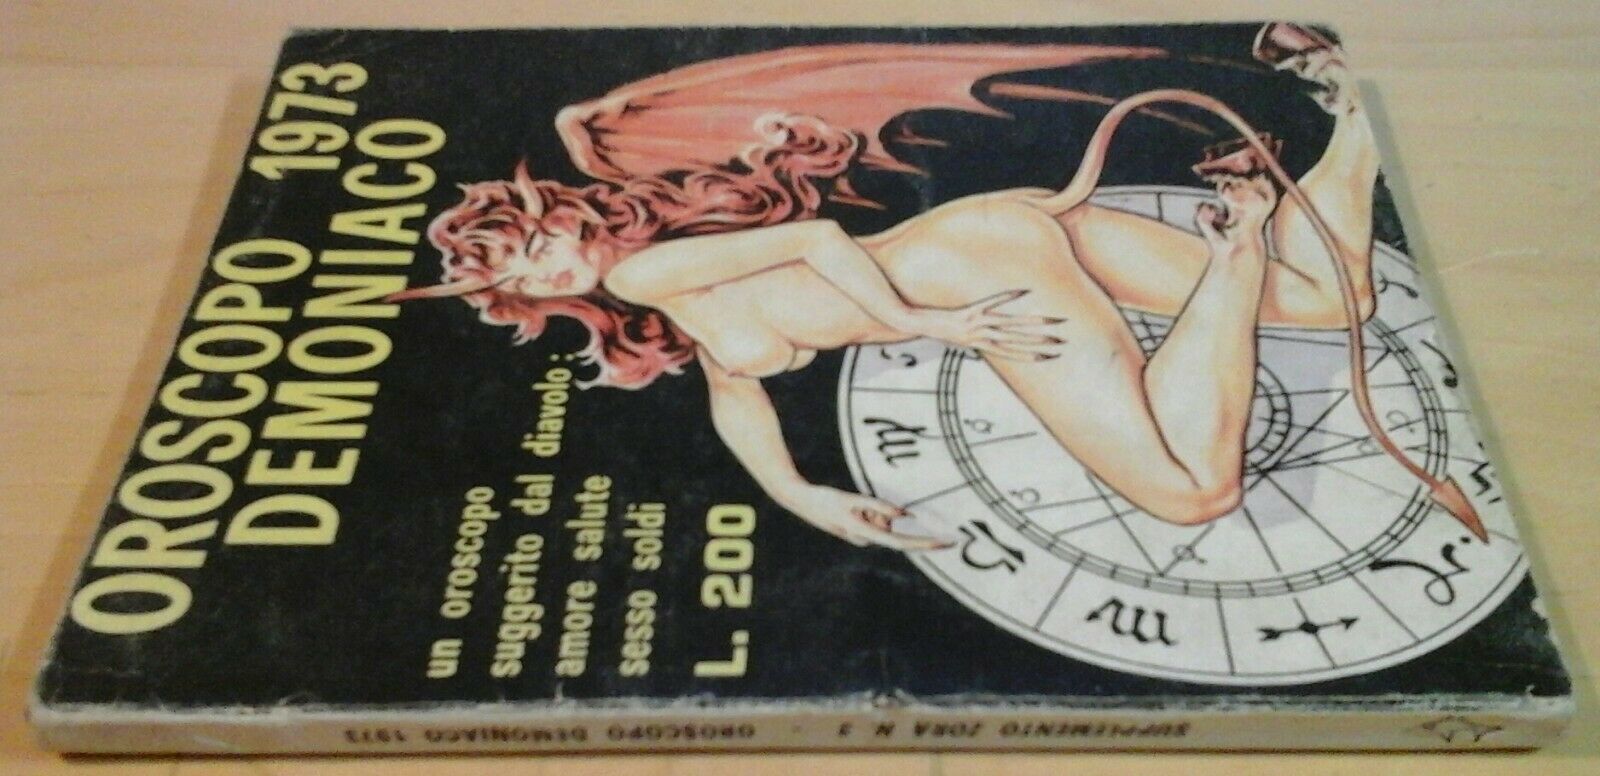 OROSCOPO 1973
DEMONIACO
un oroscopo
suggerito dal diavolo:
amore salute
sesso soldi
L. 200
SUPPLEMENTO ZORA N. 3 - OROSCOPO DEMONIACO 1973